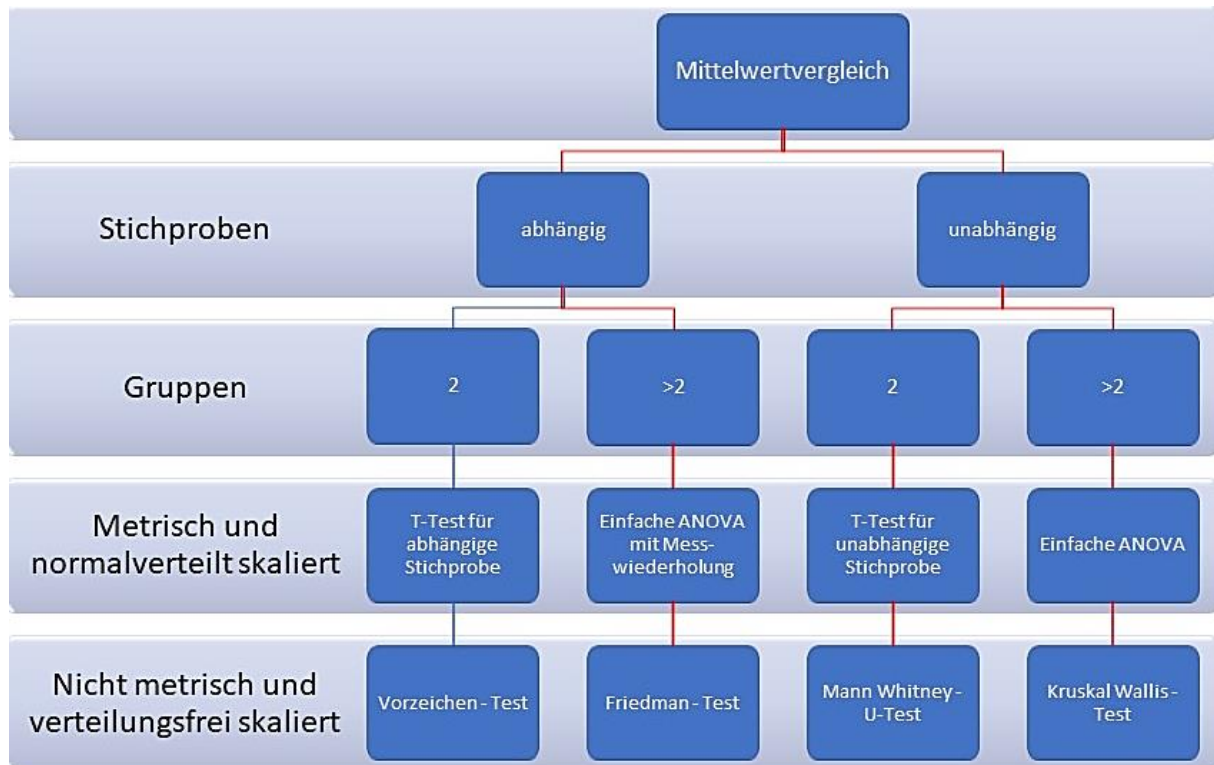 Mittelwertvergleich
Stichproben
abhängig
unabhängig
Gruppen
2
>2
2
>2
Metrisch und
normalverteilt skaliert
T-Test für
abhängige
Stichprobe
Einfache ANOVA
mit Mess-
wiederholung
T-Test für
unabhängige
Stichprobe
Einfache ANOVA
Nicht metrisch und
verteilungsfrei skaliert
Vorzeichen - Test
Friedman - Test
Mann Whitney -
U-Test
Kruskal Wallis -
Test